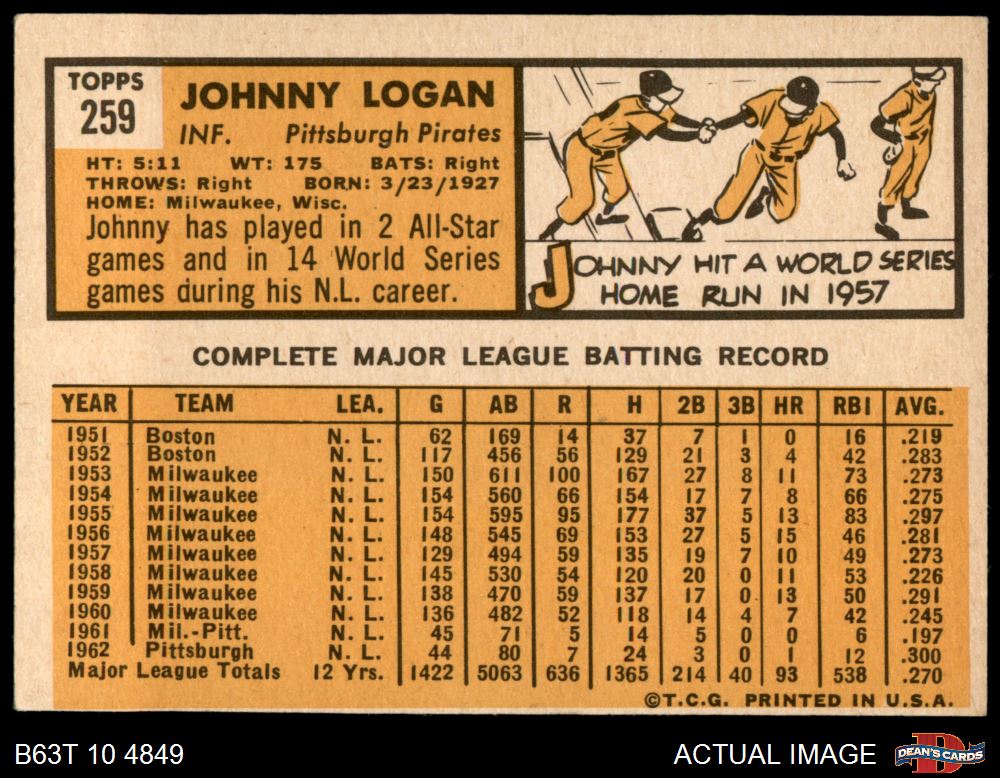 TOPPS
259
JOHNNY LOGAN
INF. Pittsburgh Pirates
HT: 5:11 WT: 175 BATS: Right
THROWS: Right BORN: 3/23/1927
HOME: Milwaukee, Wisc.
Johnny has played in 2 All-Star
games and in 14 World Series
games during his N.L. career.
JOHNNY HIT A WORLD SERIES
HOME RUN IN 1957
COMPLETE MAJOR LEAGUE BATTING RECORD
YEAR TEAM LEA. G AB R H 2B 3B HR RBI AVG.
1951 Boston N. L. 62 169 14 37 7 1 0 16 .219
1952 Boston N. L. 117 456 56 129 21 3 4 42 .283
1953 Milwaukee N. L. 150 611 100 167 27 8 11 73 .273
1954 Milwaukee N. L. 154 560 66 154 17 7 8 66 .275
1955 Milwaukee N. L. 154 595 95 177 37 5 13 83 .297
1956 Milwaukee N. L. 148 545 69 153 27 5 15 46 .281
1957 Milwaukee N. L. 129 494 59 135 19 7 10 49 .273
1958 Milwaukee N. L. 145 530 54 120 20 0 11 53 .226
1959 Milwaukee N. L. 138 470 59 137 17 0 13 50 .291
1960 Milwaukee N. L. 136 482 52 118 14 4 7 42 .245
1961 Mil.-Pitt. N. L. 45 71 5 14 5 0 0 6 .197
1962 Pittsburgh N. L. 44 80 7 24 3 0 1 12 .300
Major League Totals 12 Yrs. 1422 5063 636 1365 214 40 93 538 .270
©T.C.G. PRINTED IN U.S.A.
B63T 10 4849
ACTUAL IMAGE
D
DEAN'S CARDS